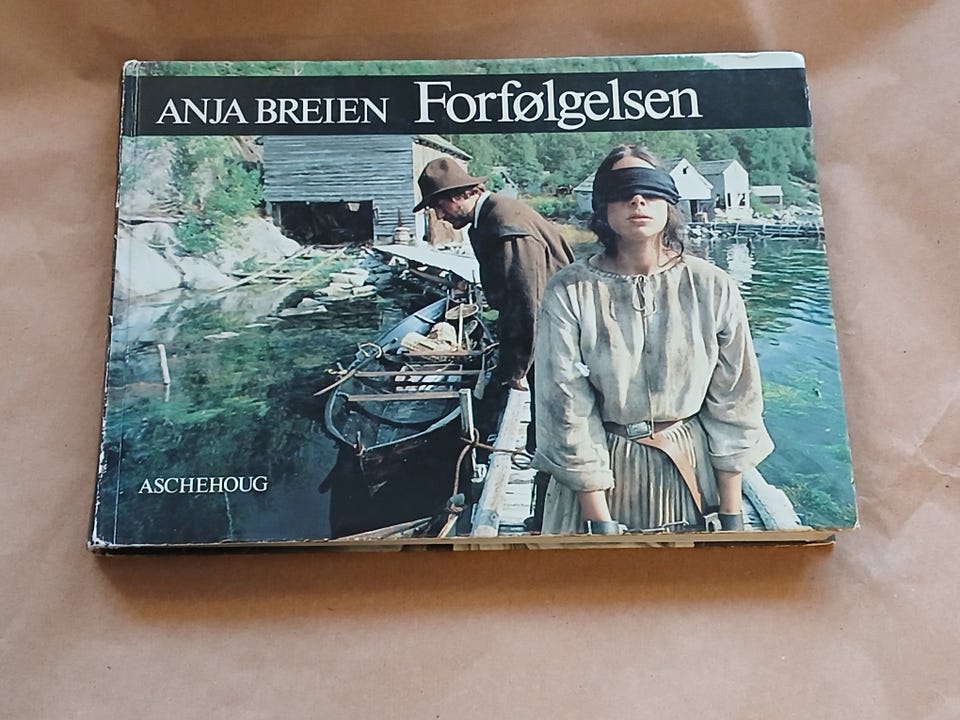 ANJA BREIEN Forfølgelsen
ASCHEHOUG